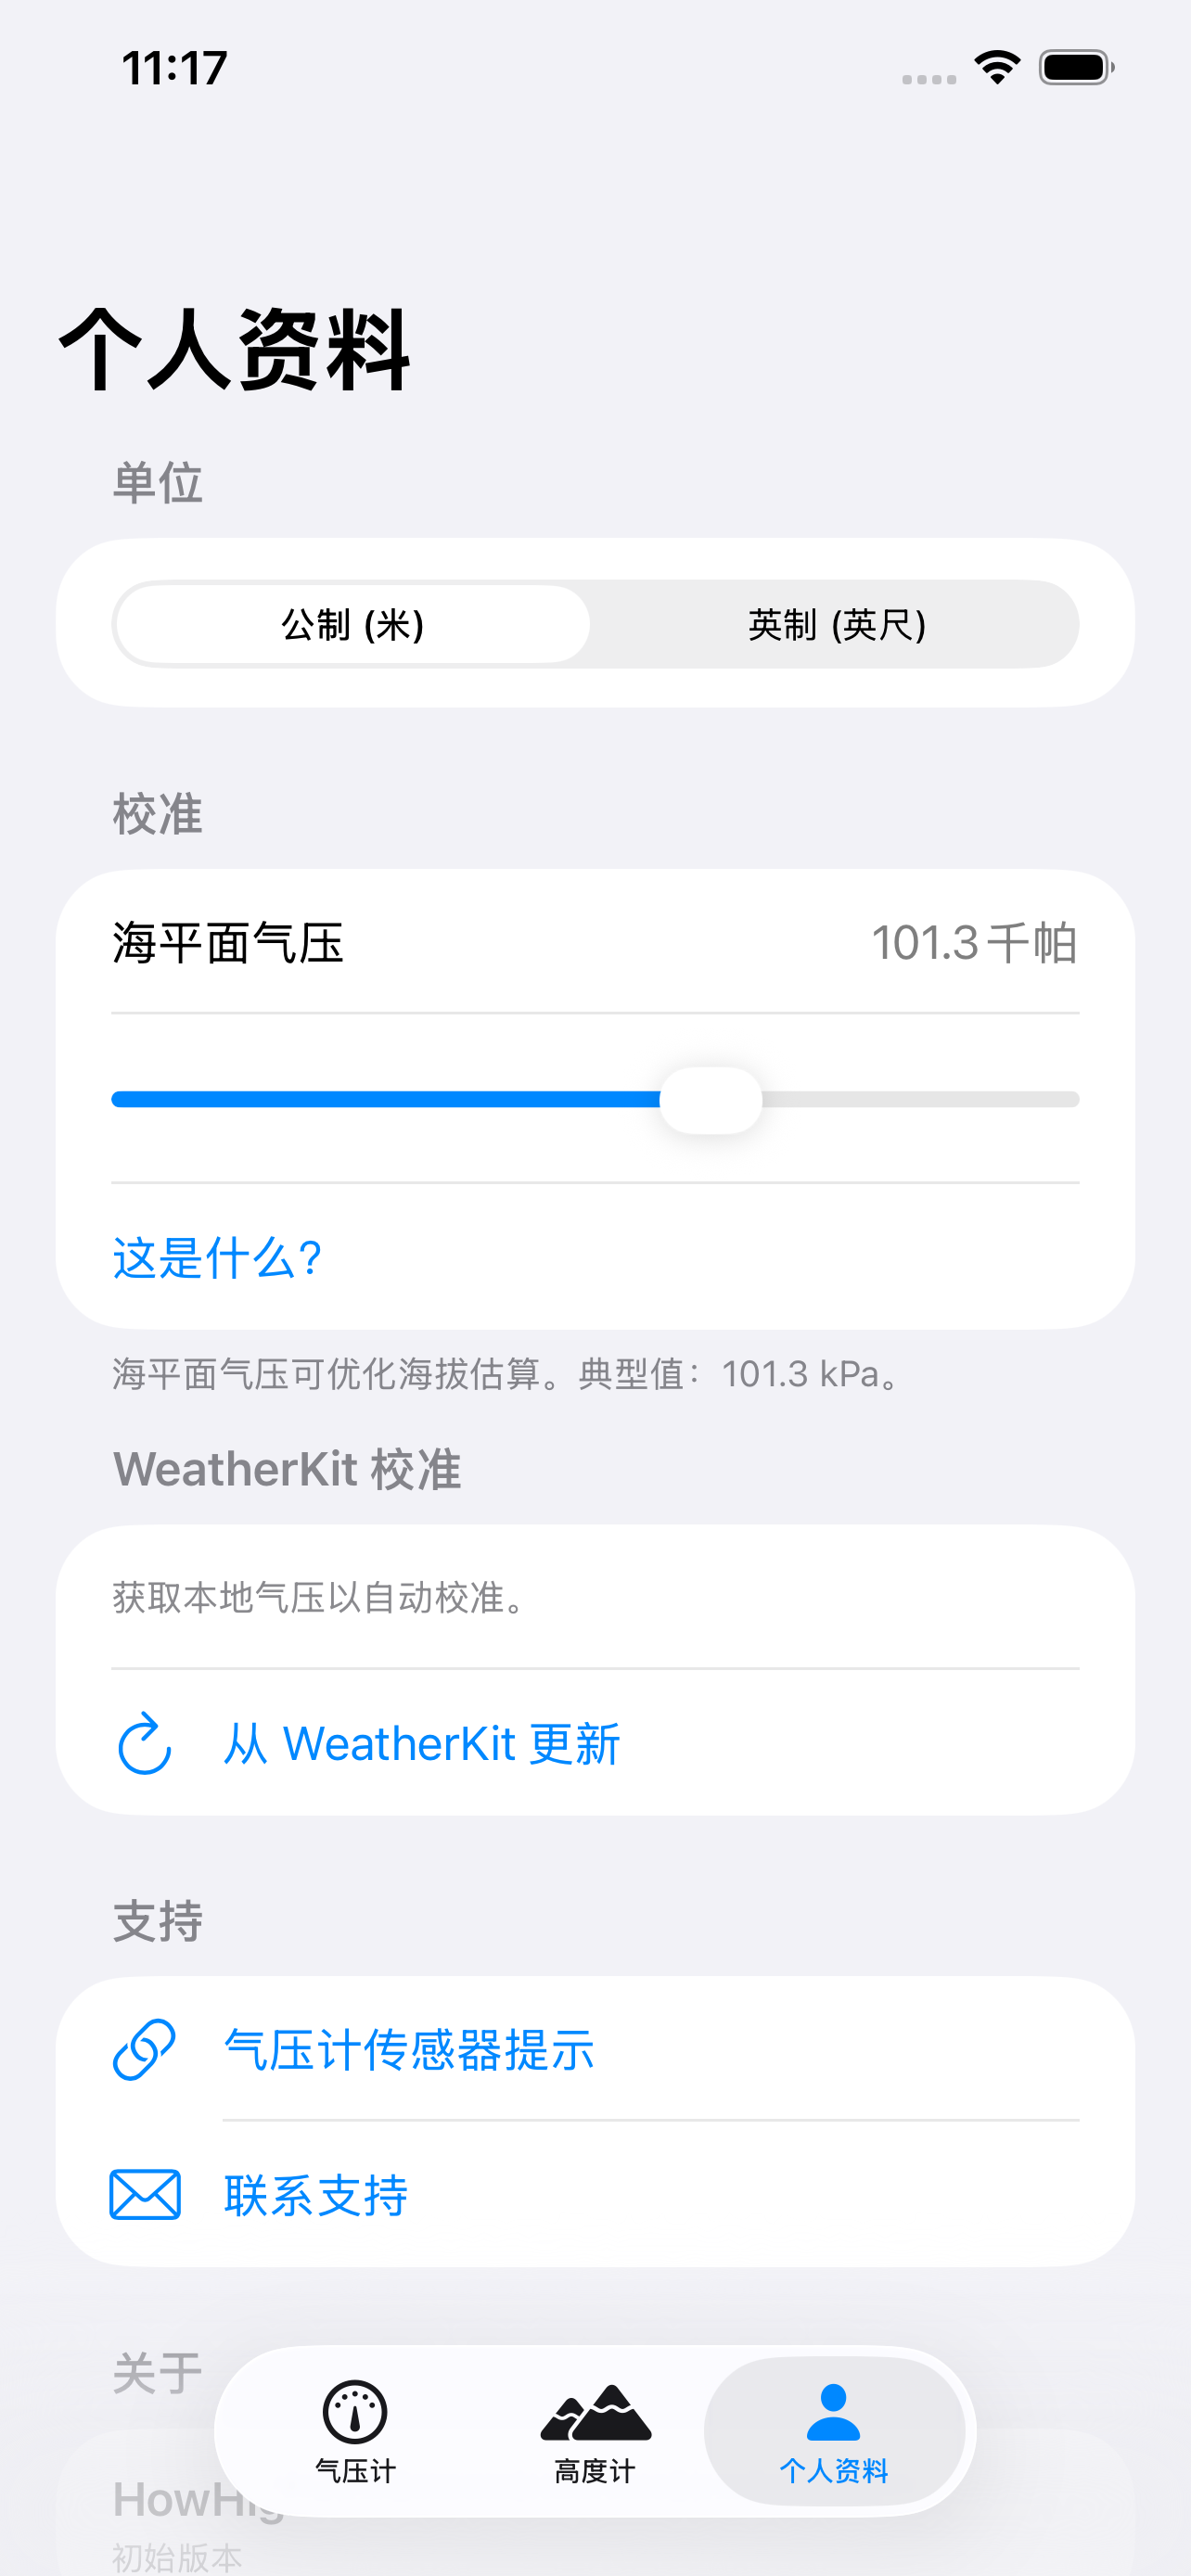 11:17
个人资料
单位
公制 (米)
英制 (英尺)
校准
海平面气压
101.3千帕
这是什么?
海平面气压可优化海拔估算。典型值：101.3 kPa。
WeatherKit 校准
获取本地气压以自动校准。
从 WeatherKit 更新
支持
气压计传感器提示
联系支持
关于
HowHig
初始版本
气压计
高度计
个人资料